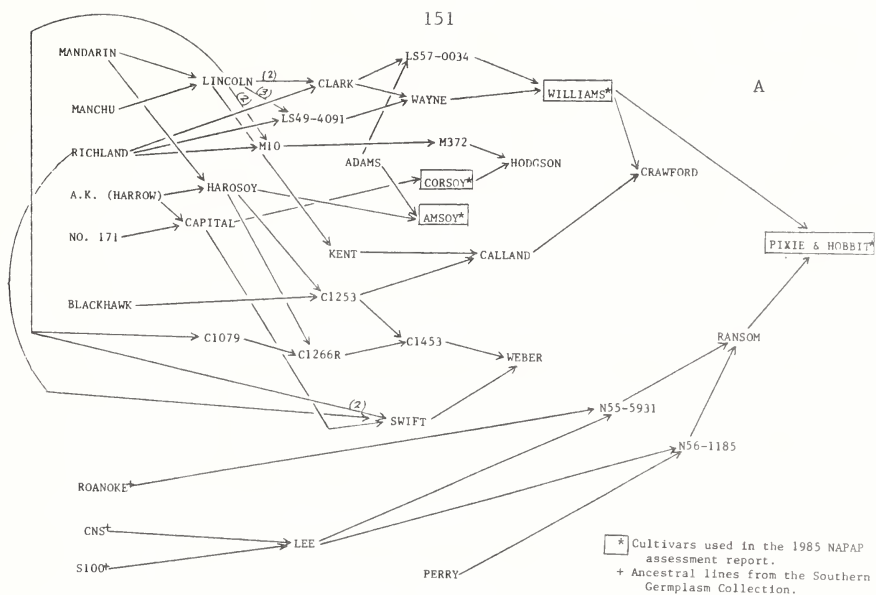 151
MANDARIN
LS57-0034
LINCOLN (2) CLARK
WILLIAMS*
A
(3)
(2)
MANCHU
WAYNE
LS49-4091
RICHLAND
M10
M372
ADAMS
HODGSON
CRAWFORD
A.K. (HARROW)
HAROSOY
CORSOY*
CAPITAL
AMSOY*
NO. 171
PIXIE & HOBBIT*
KENT
CALLAND
BLACKHAWK
C1253
C1079
C1266R
C1453
RANSOM
WEBER
(2)
SWIFT
N55-5931
N56-1185
ROANOKE+
CNS+
LEE
S100+
PERRY
* Cultivars used in the 1985 NAPAP
assessment report.
+ Ancestral lines from the Southern
Germplasm Collection.